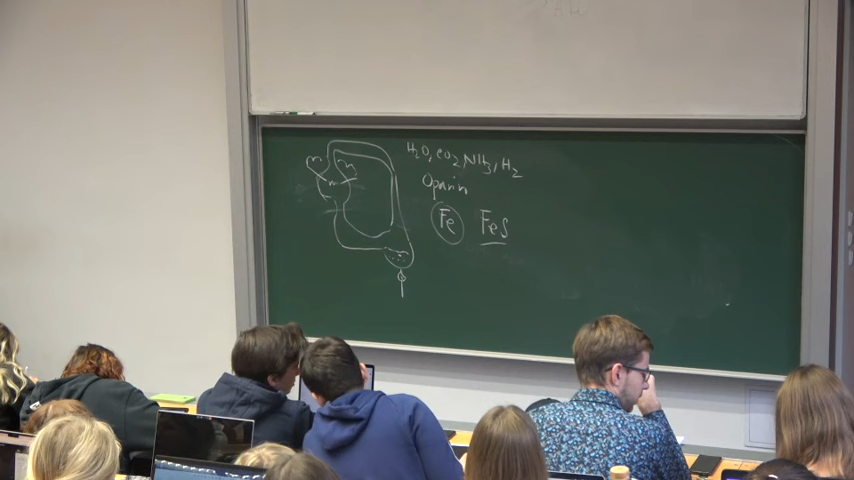 H₂O, CO₂, NH₃, H₂
Oparin
Fe FeS